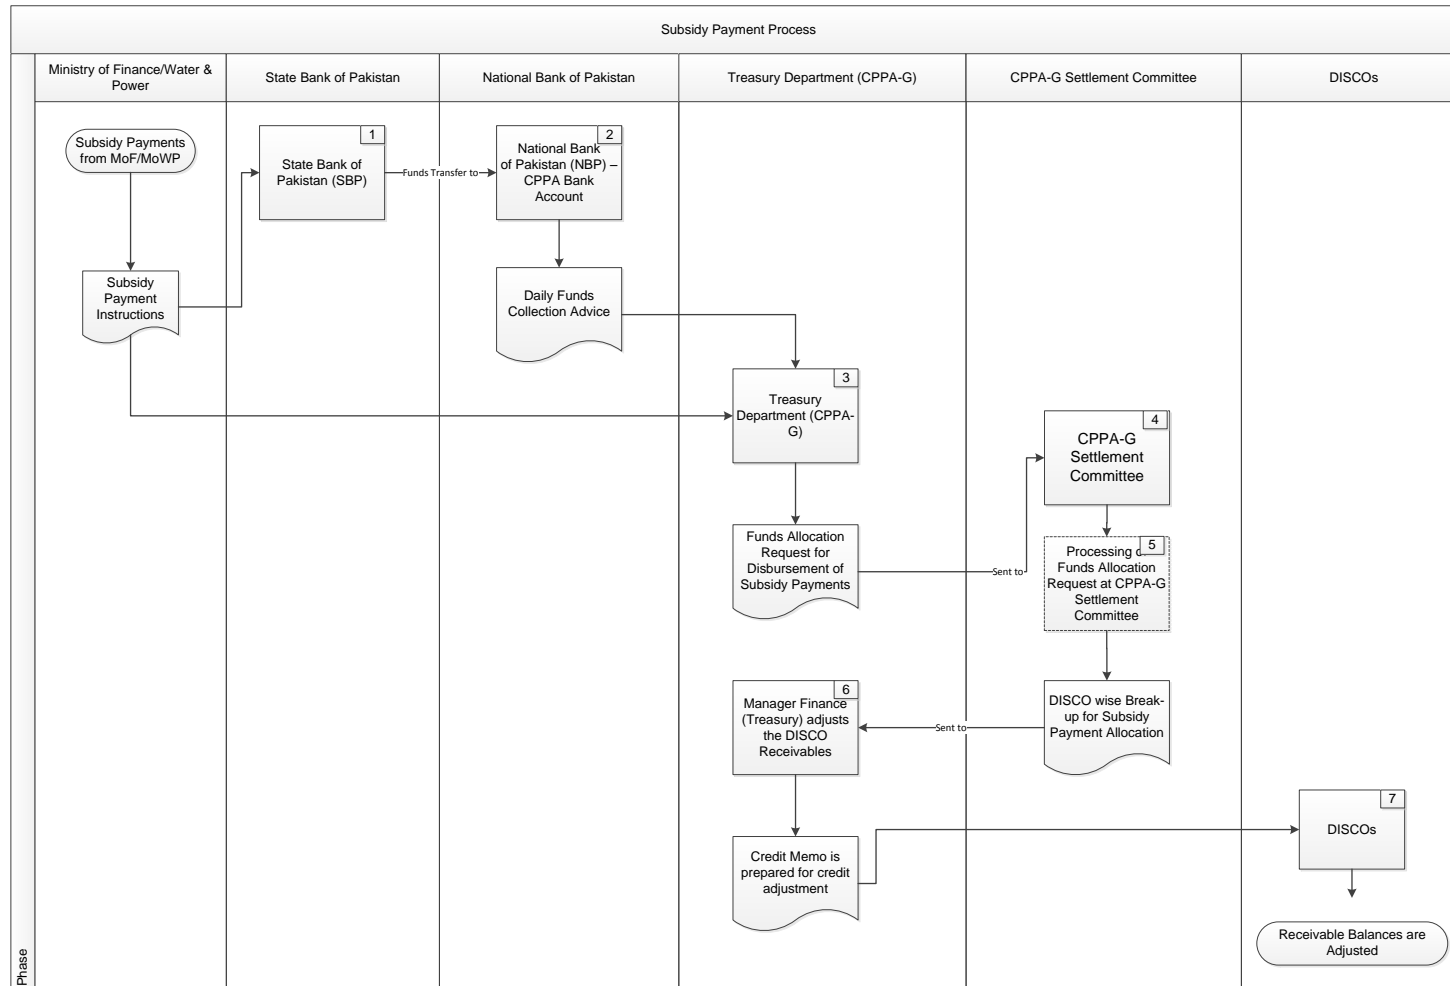 Subsidy Payment Process
Ministry of Finance/Water &
Power
State Bank of Pakistan
National Bank of Pakistan
Treasury Department (CPPA-G)
CPPA-G Settlement Committee
DISCOs
Subsidy Payments
from MoF/MoWP
1
State Bank of
Pakistan (SBP)
Funds Transfer to
2
National Bank
of Pakistan (NBP) –
CPPA Bank
Account
Subsidy
Payment
Instructions
Daily Funds
Collection Advice
3
Treasury
Department (CPPA-
G)
4
CPPA-G
Settlement
Committee
Funds Allocation
Request for
Disbursement of
Subsidy Payments
Sent to
5
Processing of
Funds Allocation
Request at CPPA-G
Settlement
Committee
6
Manager Finance
(Treasury) adjusts
the DISCO
Receivables
Sent to
DISCO wise Break-
up for Subsidy
Payment Allocation
7
DISCOs
Credit Memo is
prepared for credit
adjustment
Receivable Balances are
Adjusted
Phase